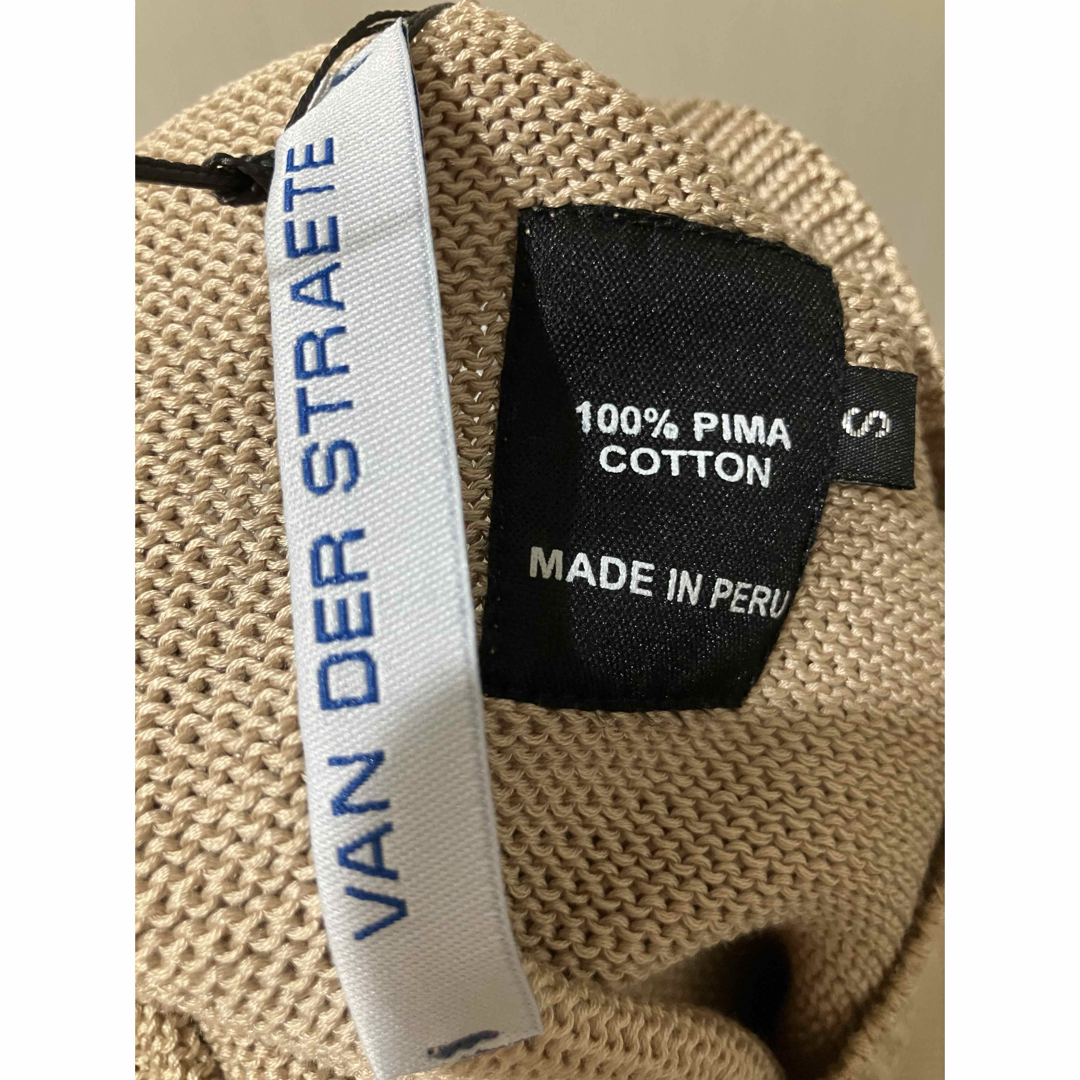 VAN DER STRAETE
100% PIMA
COTTON
MADE IN PERU
S